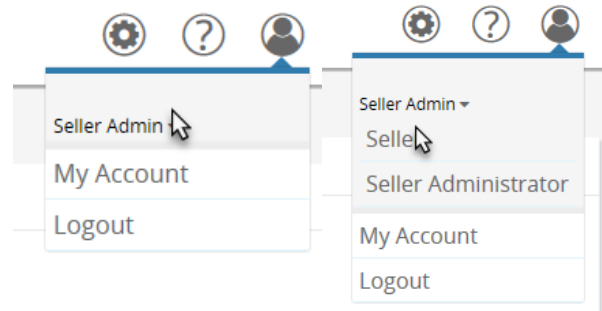 ?
Seller Admin
My Account
Logout
?
Seller Admin
Selle
Seller Administrator
My Account
Logout